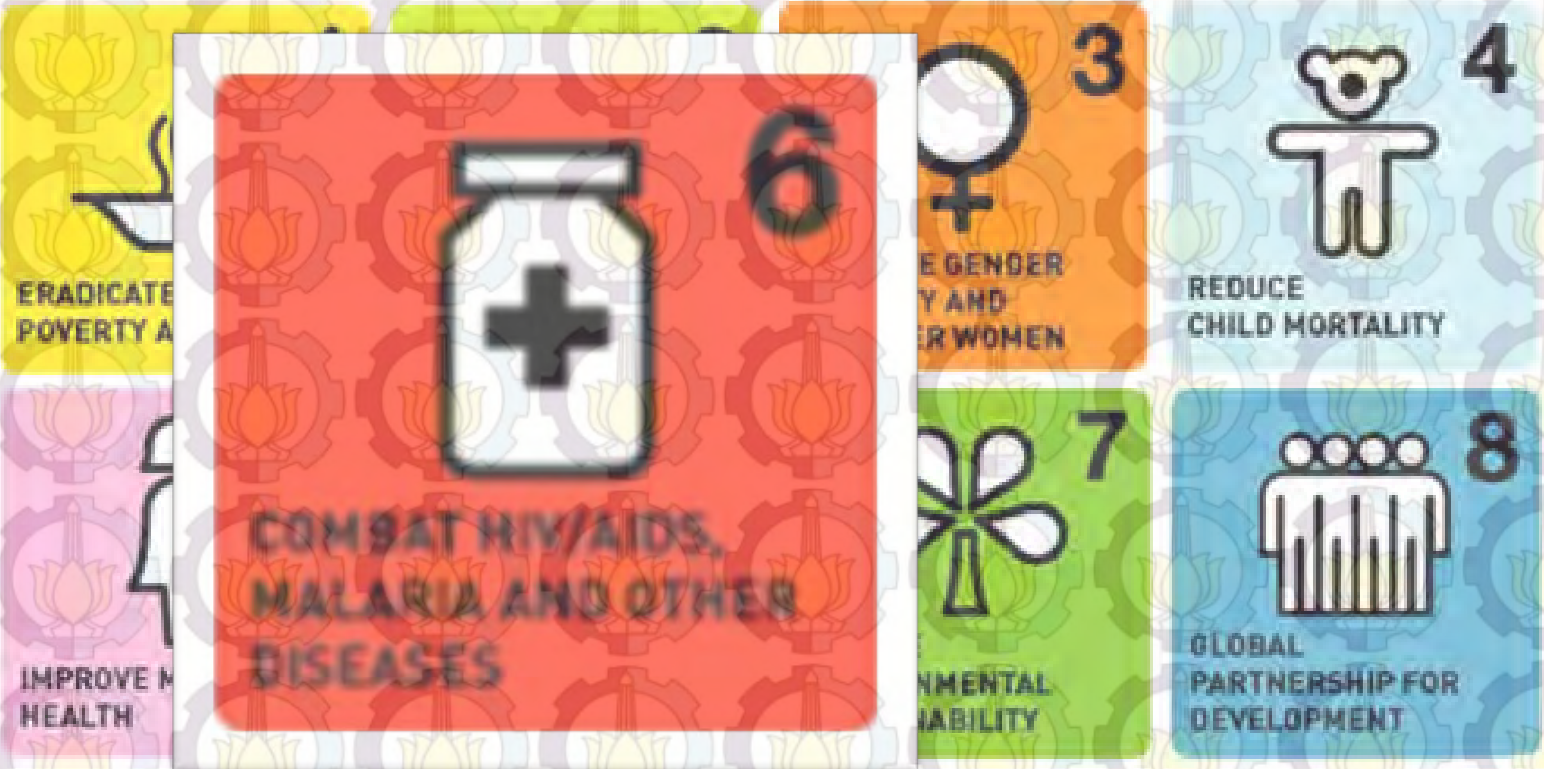 3
4
ERADICATE
POVERTY A
E GENDER
Y AND
ER WOMEN
REDUCE
CHILD MORTALITY
6
COMBAT HIV/AIDS,
MALARIA AND OTHER
DISEASES
7
8
IMPROVE M
HEALTH
NMENTAL
NABILITY
GLOBAL
PARTNERSHIP FOR
DEVELOPMENT